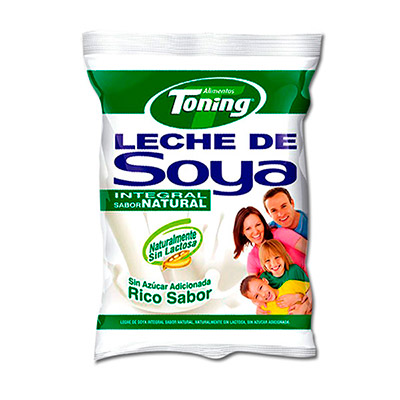 Alimentos
Toning
LECHE DE
Soya
INTEGRAL
SABOR NATURAL
Naturalmente
Sin Lactosa
Sin Azúcar Adicionada
Rico Sabor
LECHE DE SOYA INTEGRAL SABOR NATURAL, NATURALMENTE SIN LACTOSA, SIN AZÚCAR ADICIONADA